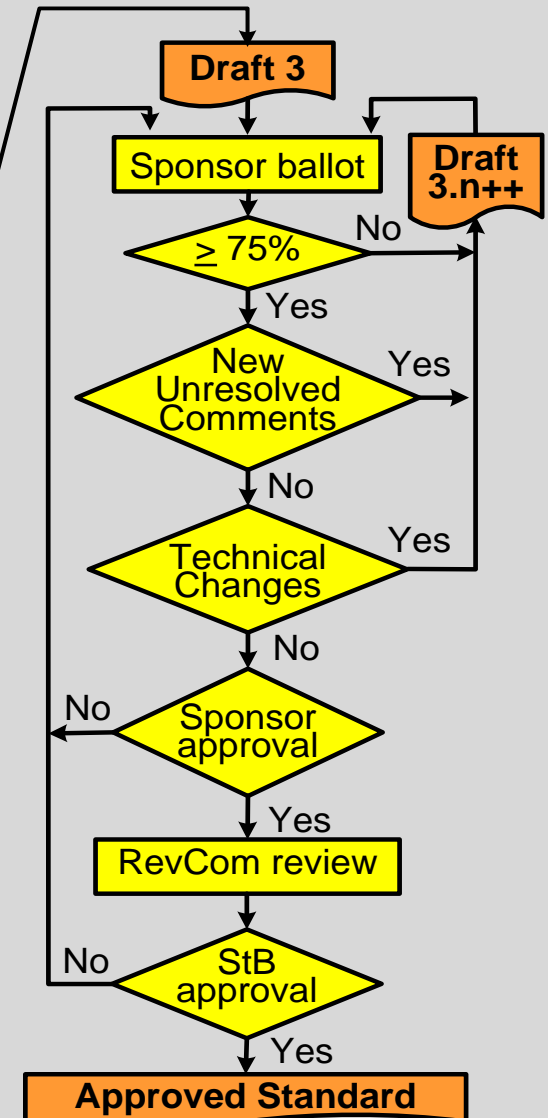 Draft 3
Sponsor ballot
Draft
3.n++
≥ 75%
No
Yes
New
Unresolved
Comments
Yes
No
Technical
Changes
Yes
No
Sponsor
approval
No
Yes
RevCom review
StB
approval
No
Yes
Approved Standard